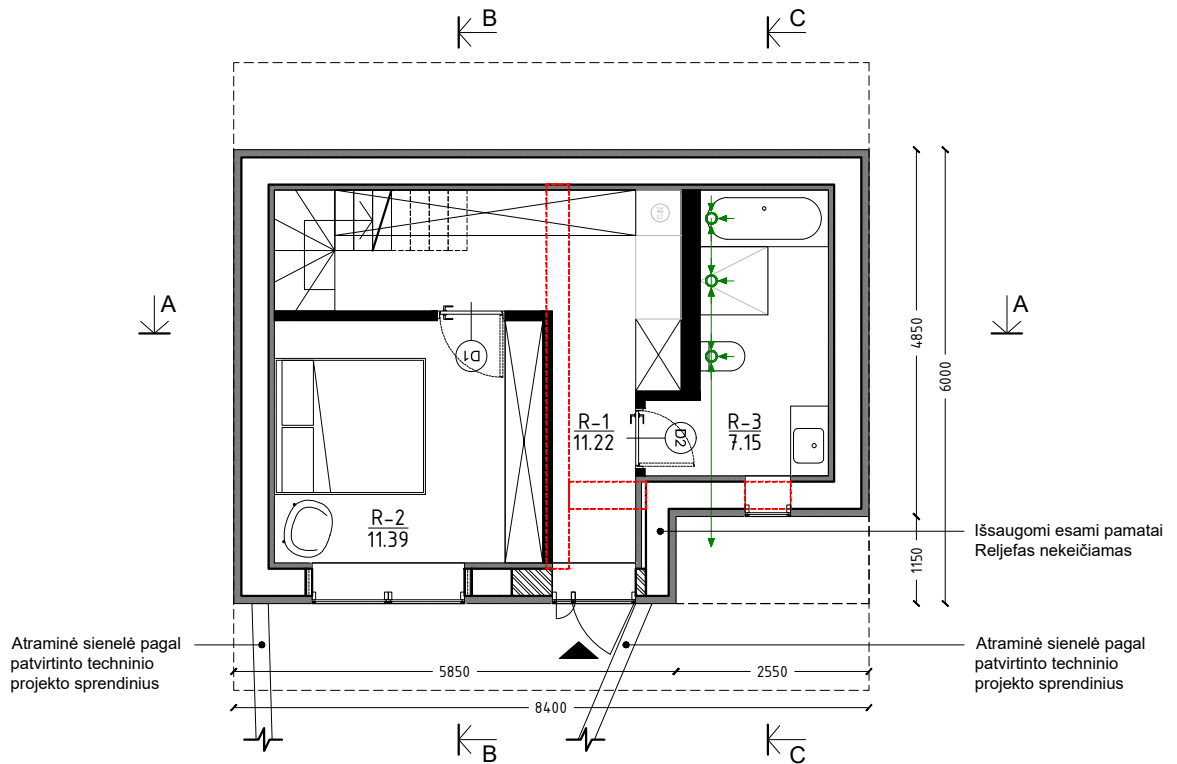 B
C
A
A
4850
6000
D1
R-1
11.22
D2
R-3
7.15
R-2
11.39
Išsaugomi esami pamatai
Reljefas nekeičiamas
1150
Atraminė sienelė pagal
patvirtinto techninio
projekto sprendinius
Atraminė sienelė pagal
patvirtinto techninio
projekto sprendinius
5850
2550
8400
B
C